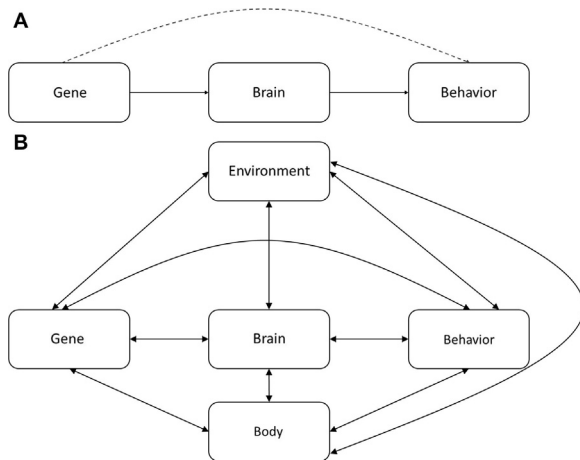 A
Gene
Brain
Behavior
B
Environment
Gene
Brain
Behavior
Body